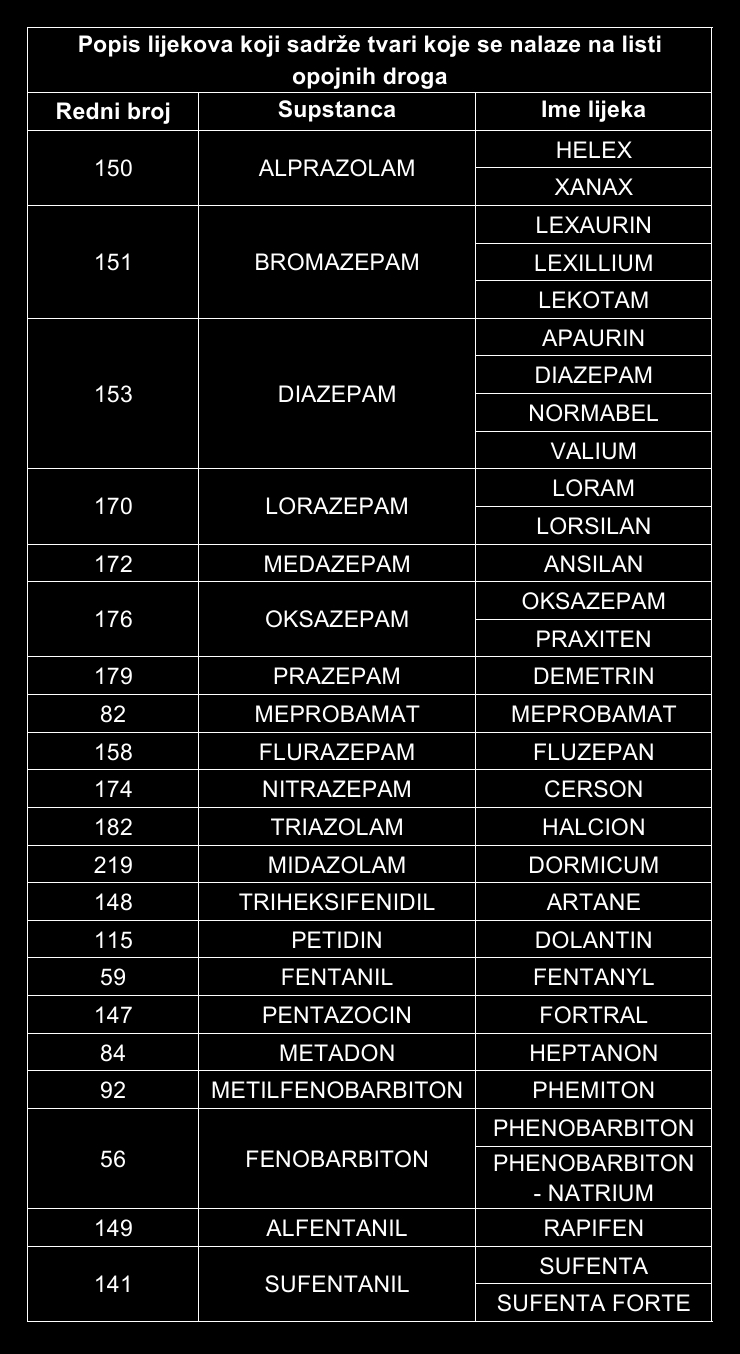 Popis lijekova koji sadrže tvari koje se nalaze na listi
opojnih droga
Redni broj Supstanca Ime lijeka
150 ALPRAZOLAM HELEX
XANAX
151 BROMAZEPAM LEXAURIN
LEXILLIUM
LEKOTAM
153 DIAZEPAM APAURIN
DIAZEPAM
NORMABEL
VALIUM
170 LORAZEPAM LORAM
LORSILAN
172 MEDAZEPAM ANSILAN
176 OKSAZEPAM OKSAZEPAM
PRAXITEN
179 PRAZEPAM DEMETRIN
82 MEPROBAMAT MEPROBAMAT
158 FLURAZEPAM FLUZEPAN
174 NITRAZEPAM CERSON
182 TRIAZOLAM HALCION
219 MIDAZOLAM DORMICUM
148 TRIHEKSIFENIDIL ARTANE
115 PETIDIN DOLANTIN
59 FENTANIL FENTANYL
147 PENTAZOCIN FORTRAL
84 METADON HEPTANON
92 METILFENOBARBITON PHEMITON
56 FENOBARBITON PHENOBARBITON
PHENOBARBITON
- NATRIUM
149 ALFENTANIL RAPIFEN
141 SUFENTANIL SUFENTA
SUFENTA FORTE